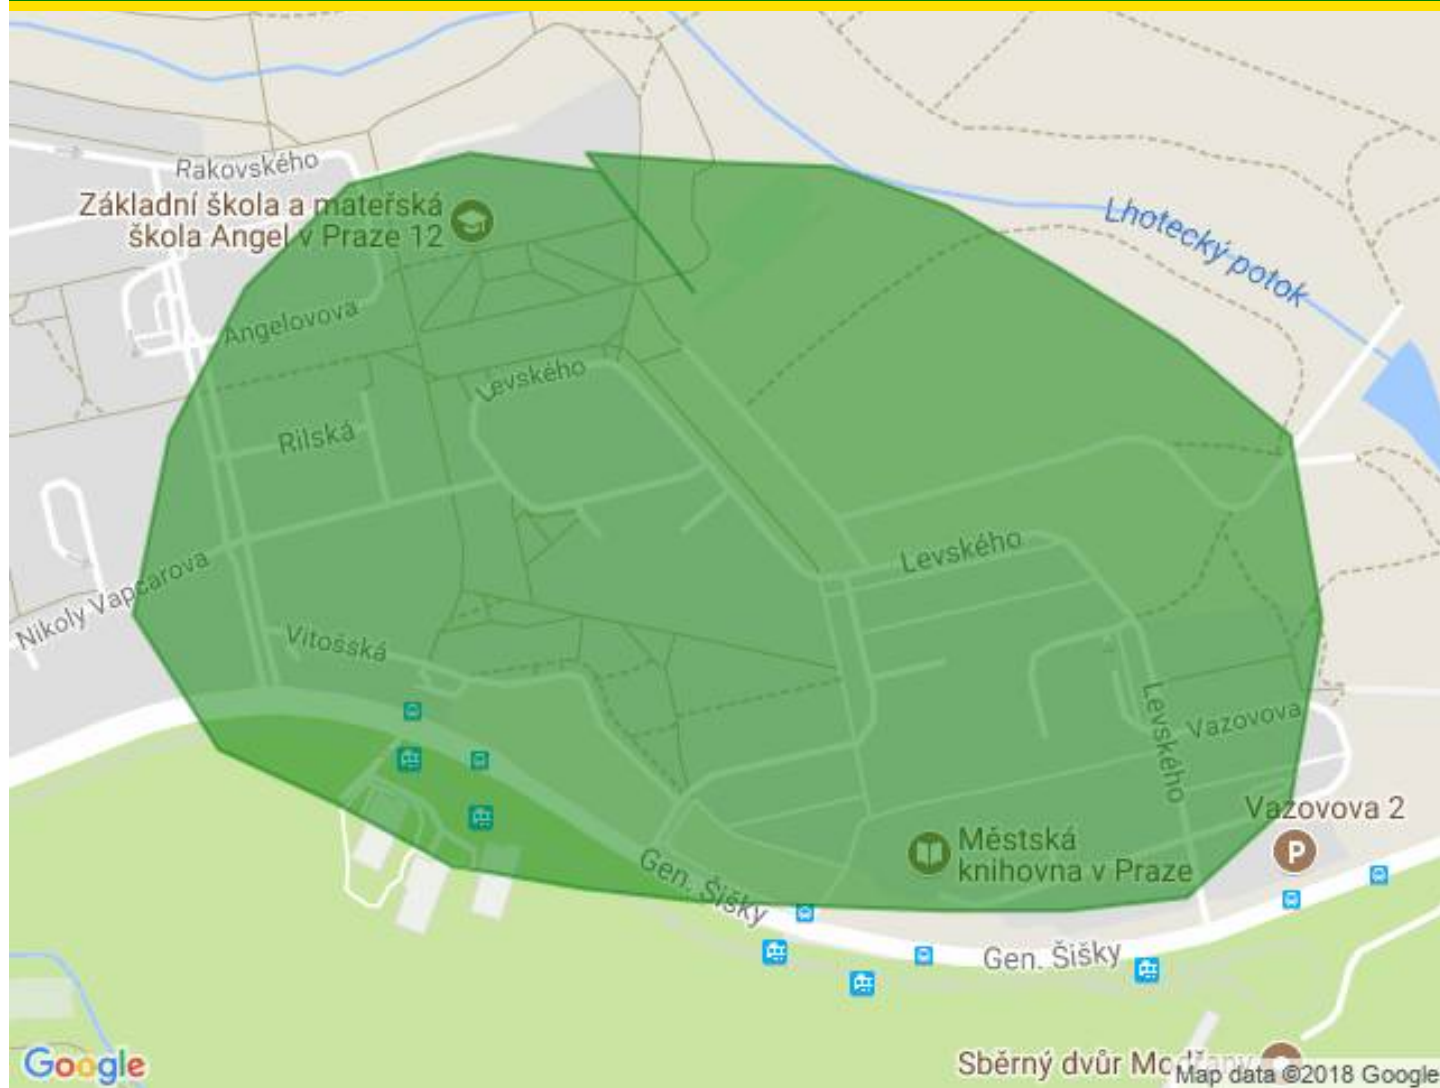 Rakovského
Základní škola a mateřská
škola Angel v Praze 12
Lhotecký potok
Angelovova
Levského
Rilská
Levského
Nikoly Vapcarova
Vitošská
Levského
Vazovova
Vazovova 2
P
Městská
knihovna v Praze
Gen. Šišky
Gen. Šišky
Sběrný dvůr Modřany
Google
Map data ©2018 Google